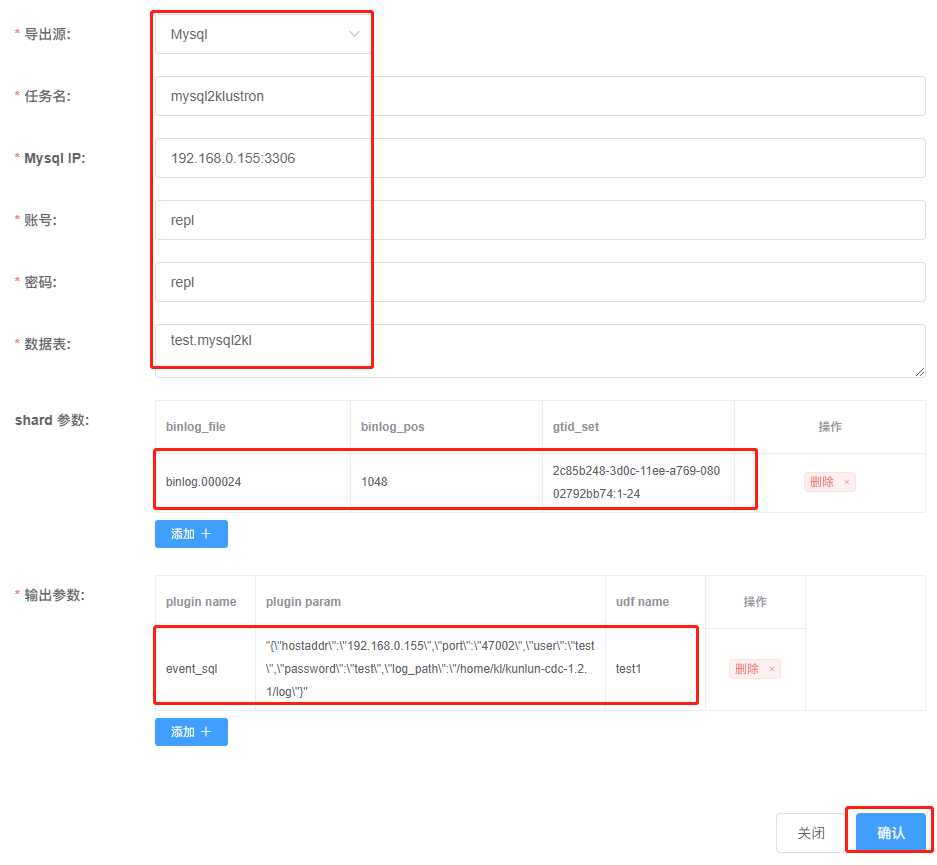 * 导出源: Mysql
* 任务名: mysql2klustron
* Mysql IP: 192.168.0.155:3306
* 账号: repl
* 密码: repl
* 数据表: test.mysql2kl
shard 参数:
binlog_file binlog_pos gtid_set 操作
binlog.000024 1048 2c85b248-3d0c-11ee-a769-080
02792bb74:1-24 删除 ×
添加 +
* 输出参数:
plugin name plugin param udf name 操作
event_sql "{\"hostaddr\":\"192.168.0.155\",\"port\":\"47002\",\"user\":\"test
\",\"password\":\"test\",\"log_path\":\"/home/kl/kunlun-cdc-1.2.
1/log\"}" test1 删除 ×
添加 +
关闭 确认